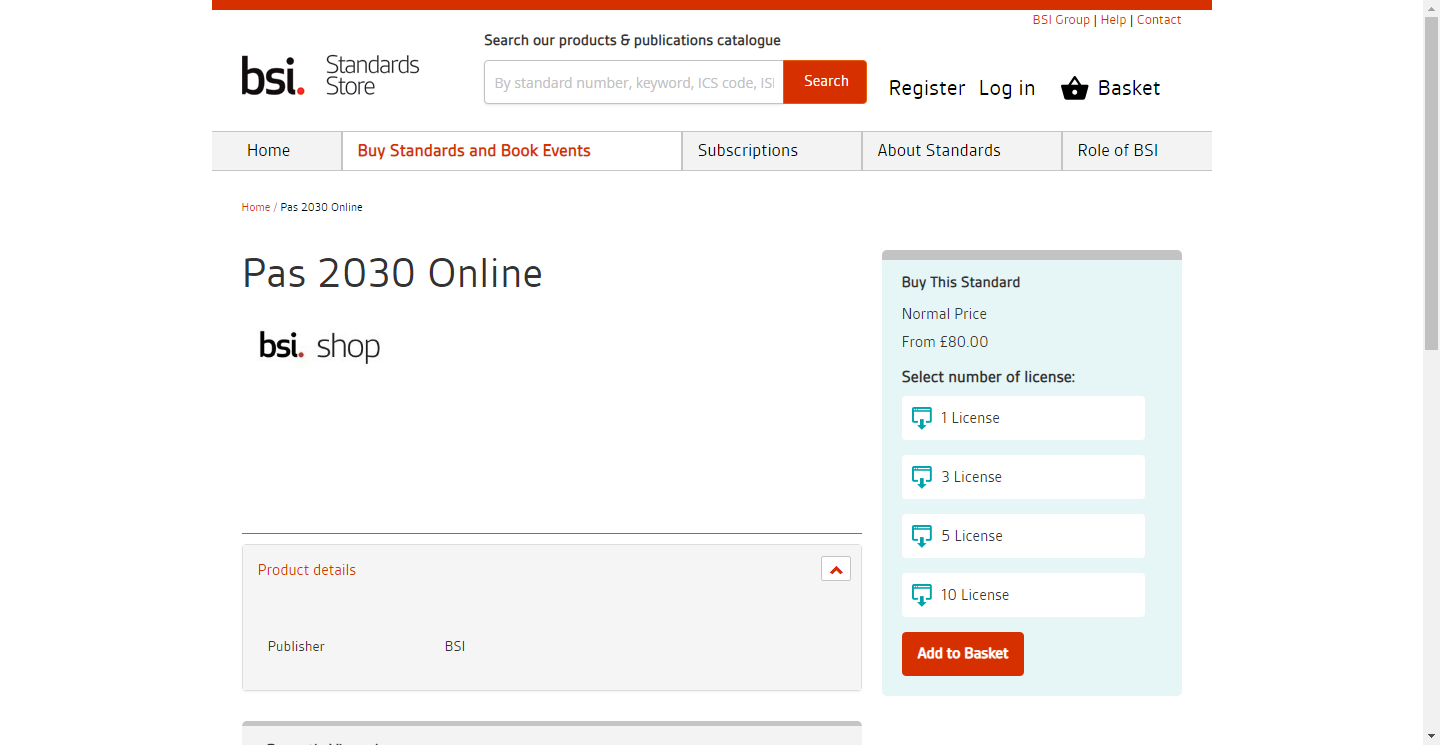 BSI Group | Help | Contact
Search our products & publications catalogue
bsi. Standards Store
By standard number, keyword, ICS code, ISI
Search
Register Log in Basket
Home
Buy Standards and Book Events
Subscriptions
About Standards
Role of BSI
Home / Pas 2030 Online
Pas 2030 Online
bsi. shop
Product details
Publisher BSI
Buy This Standard
Normal Price
From £80.00
Select number of license:
1 License
3 License
5 License
10 License
Add to Basket